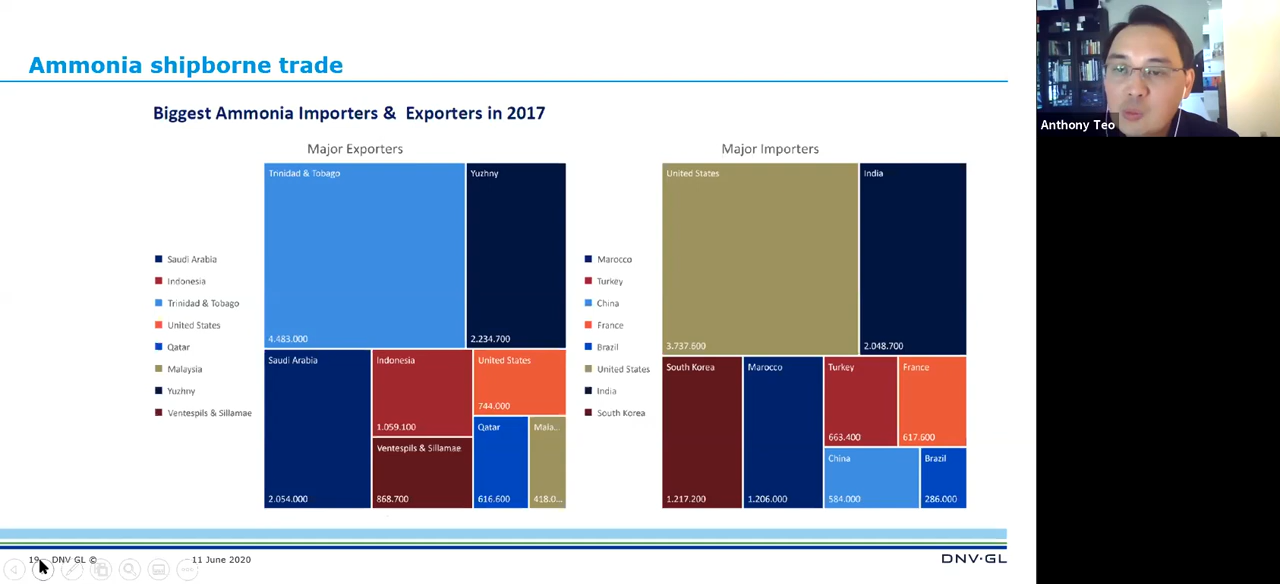 Ammonia shipborne trade
Biggest Ammonia Importers & Exporters in 2017
Major Exporters
Saudi Arabia
Indonesia
Trinidad & Tobago
United States
Qatar
Malaysia
Yuzhny
Ventespils & Sillamae
Trinidad & Tobago
4.483.000
Yuzhny
2.234.700
Saudi Arabia
2.054.000
Indonesia
1.059.100
Ventespils & Sillamae
868.700
United States
744.000
Qatar
616.600
Mala...
418.0...
Major Importers
Marocco
Turkey
China
France
Brazil
United States
India
South Korea
United States
3.737.600
India
2.048.700
South Korea
1.217.200
Marocco
1.206.000
Turkey
663.400
France
617.600
China
584.000
Brazil
286.000
19 DNV GL © 11 June 2020
DNV·GL
Anthony Teo